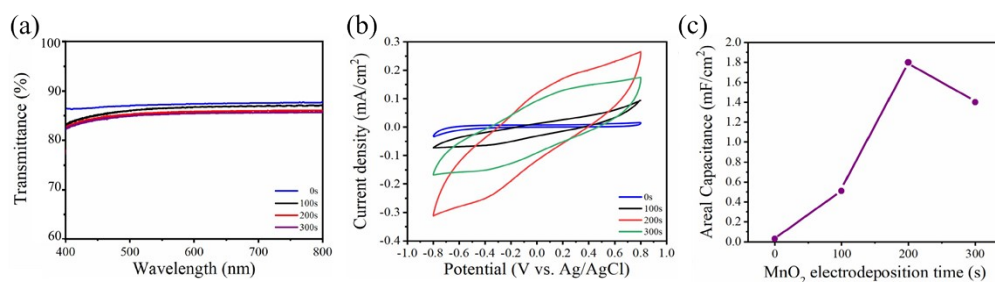 (a)
100
90
80
70
60
Transmittance (%)
400
500
600
700
800
Wavelength (nm)
0s
100s
200s
300s
(b)
0.3
0.2
0.1
0.0
-0.1
-0.2
-0.3
-0.4
Current density (mA/cm²)
-1.0 -0.8 -0.6 -0.4 -0.2 0.0 0.2 0.4 0.6 0.8 1.0
Potential (V vs. Ag/AgCl)
0s
100s
200s
300s
(c)
1.8
1.6
1.4
1.2
1.0
0.8
0.6
0.4
0.2
0.0
Areal Capacitance (mF/cm²)
0
100
200
300
MnO₂ electrodeposition time (s)